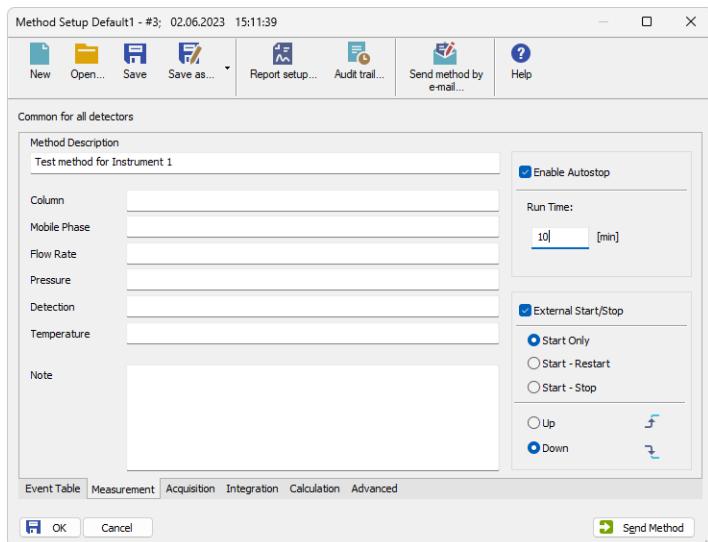 Method Setup Default1 - #3; 02.06.2023 15:11:39
New Open... Save Save as... Report setup... Audit trail... Send method by e-mail... Help
Common for all detectors
Method Description
Test method for Instrument 1
Column
Mobile Phase
Flow Rate
Pressure
Detection
Temperature
Note
Enable Autostop
Run Time:
10 [min]
External Start/Stop
Start Only
Start - Restart
Start - Stop
Up
Down
Event Table Measurement Acquisition Integration Calculation Advanced
OK Cancel Send Method